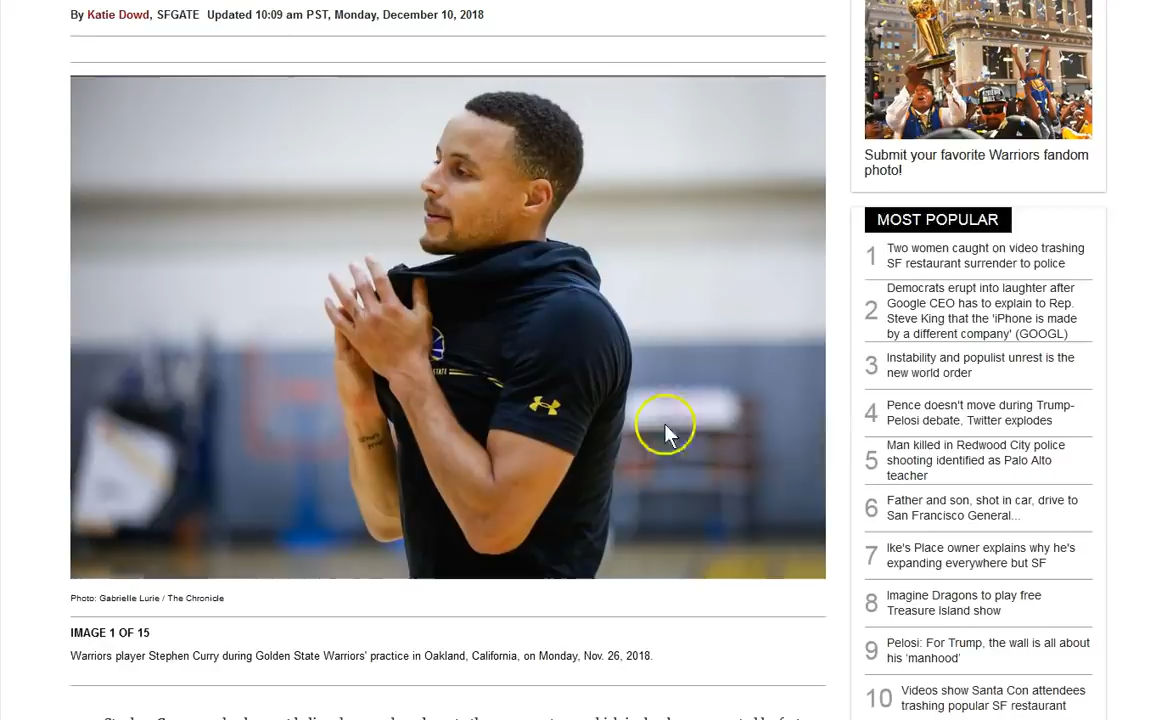 By Katie Dowd, SFGATE Updated 10:09 am PST, Monday, December 10, 2018
Photo: Gabrielle Lurie / The Chronicle
IMAGE 1 OF 15
Warriors player Stephen Curry during Golden State Warriors' practice in Oakland, California, on Monday, Nov. 26, 2018.
Submit your favorite Warriors fandom
photo!
MOST POPULAR
1 Two women caught on video trashing
SF restaurant surrender to police
2 Democrats erupt into laughter after
Google CEO has to explain to Rep.
Steve King that the 'iPhone is made
by a different company' (GOOGL)
3 Instability and populist unrest is the
new world order
4 Pence doesn't move during Trump-
Pelosi debate, Twitter explodes
5 Man killed in Redwood City police
shooting identified as Palo Alto
teacher
6 Father and son, shot in car, drive to
San Francisco General...
7 Ike's Place owner explains why he's
expanding everywhere but SF
8 Imagine Dragons to play free
Treasure Island show
9 Pelosi: For Trump, the wall is all about
his 'manhood'
10 Videos show Santa Con attendees
trashing popular SF restaurant